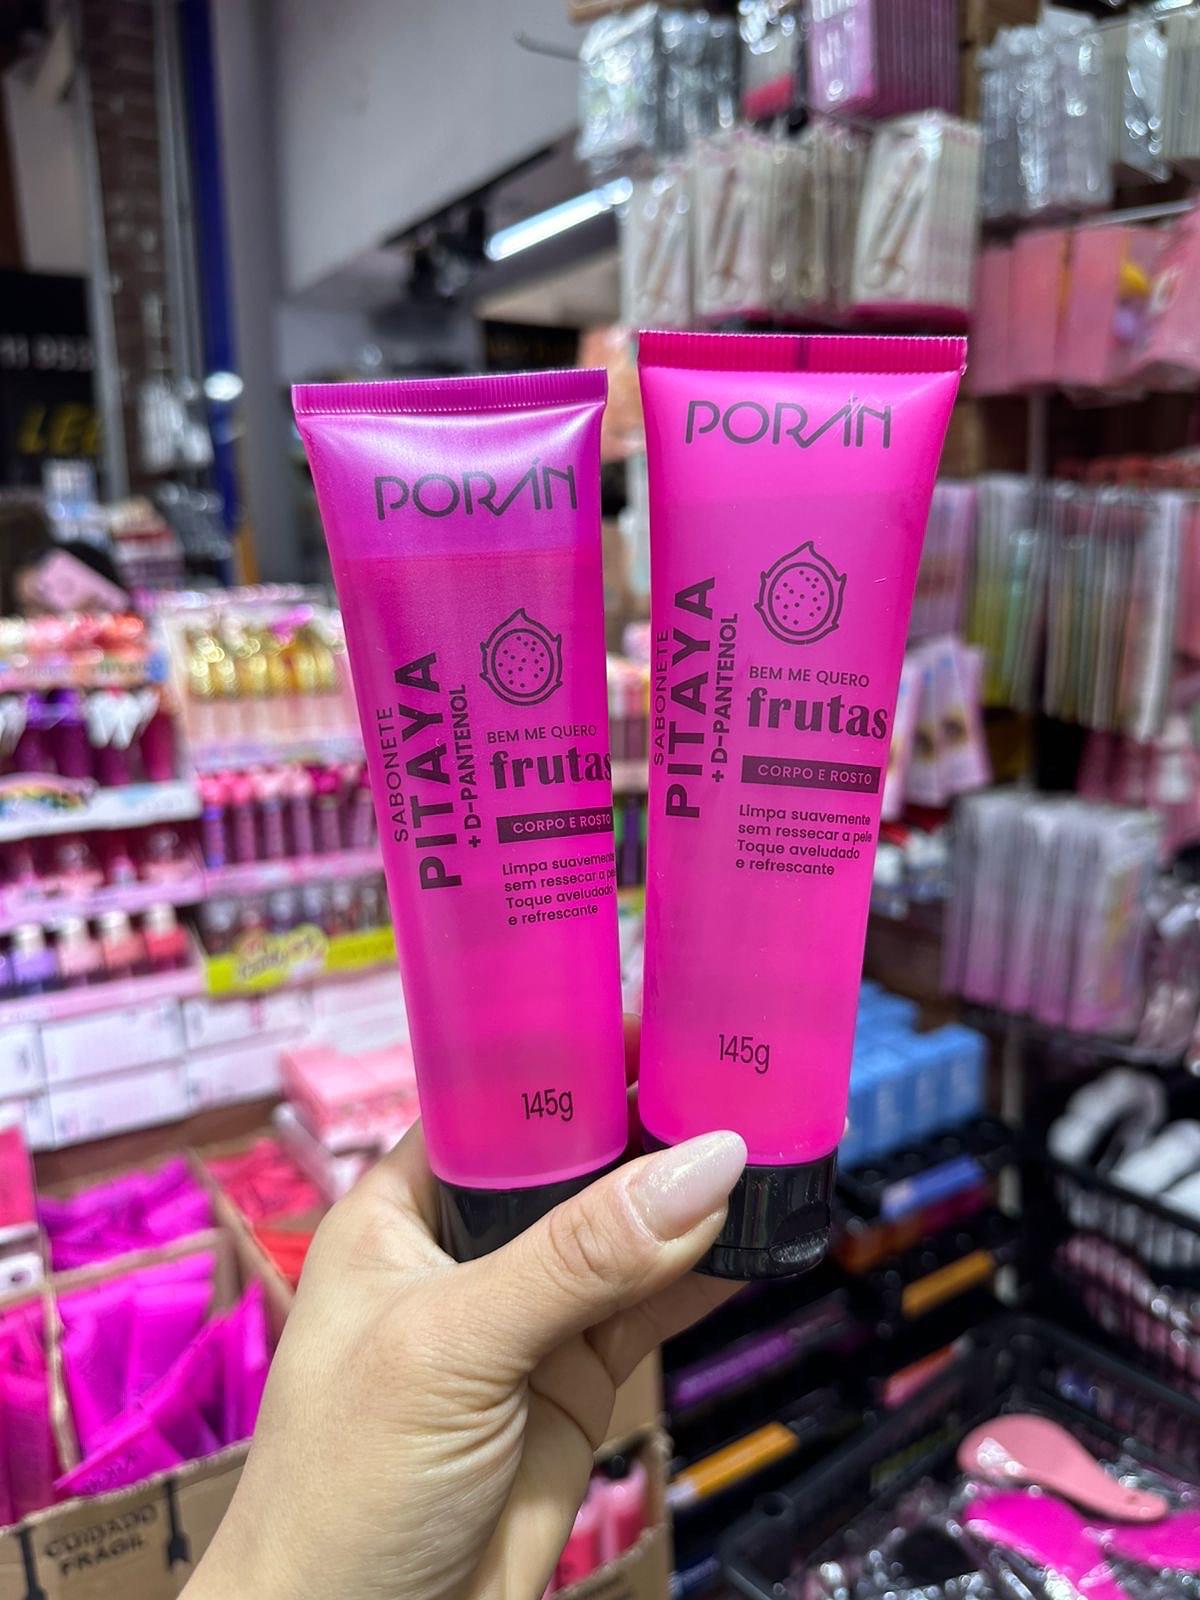 PORÁN
SABONETE
PITAYA
+ D-PANTENOL
BEM ME QUERO
frutas
CORPO E ROSTO
Limpa suavemente
sem ressecar a pele
Toque aveludado
e refrescante
145g
PORÁN
SABONETE
PITAYA
+ D-PANTENOL
BEM ME QUERO
frutas
CORPO E ROSTO
Limpa suavemente
sem ressecar a pele
Toque aveludado
e refrescante
145g
CUIDADO
FRÁGIL